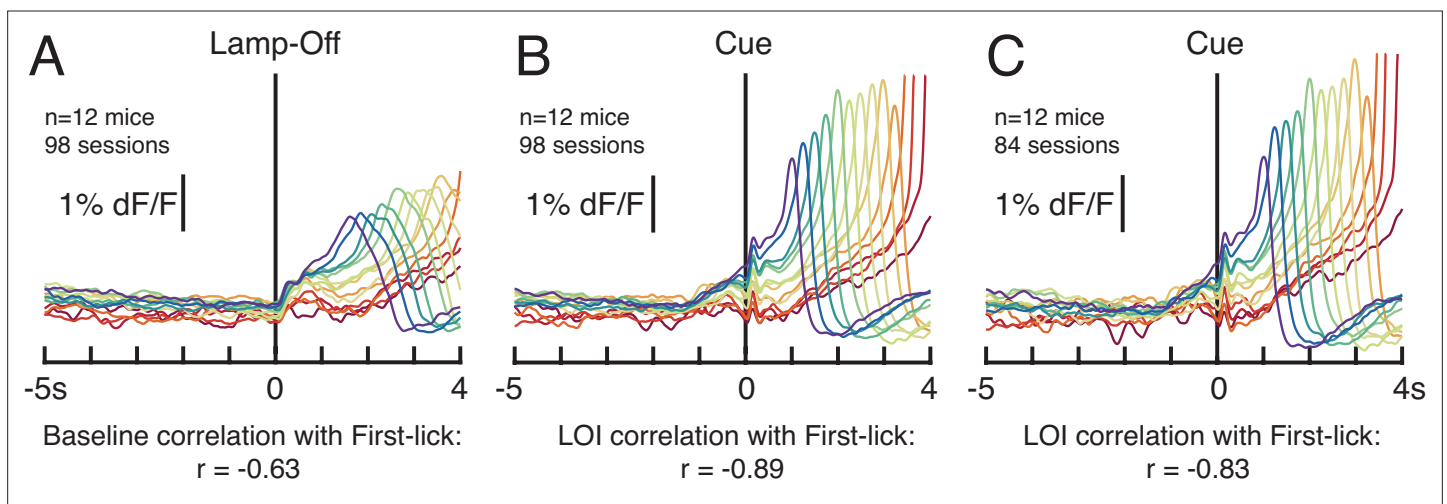 A
Lamp-Off
n=12 mice
98 sessions
1% dF/F
-5s 0 4
Baseline correlation with First-lick:
r = -0.63
B
Cue
n=12 mice
98 sessions
1% dF/F
-5 0 4
LOI correlation with First-lick:
r = -0.89
C
Cue
n=12 mice
84 sessions
1% dF/F
-5 0 4s
LOI correlation with First-lick:
r = -0.83